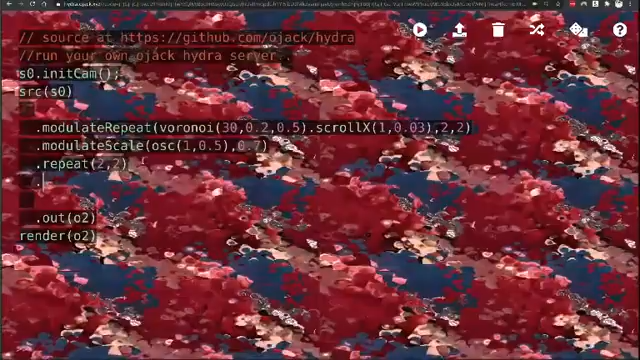 // source at https://github.com/ojack/hydra
//run your own ojack hydra server..
s0.initCam();
src(s0)
.modulateRepeat(voronoi(30,0.2,0.5).scrollX(1,0.03),2,2)
.modulateScale(osc(1,0.5),0.7)
.repeat(2,2)
.
.out(o2)
render(o2)